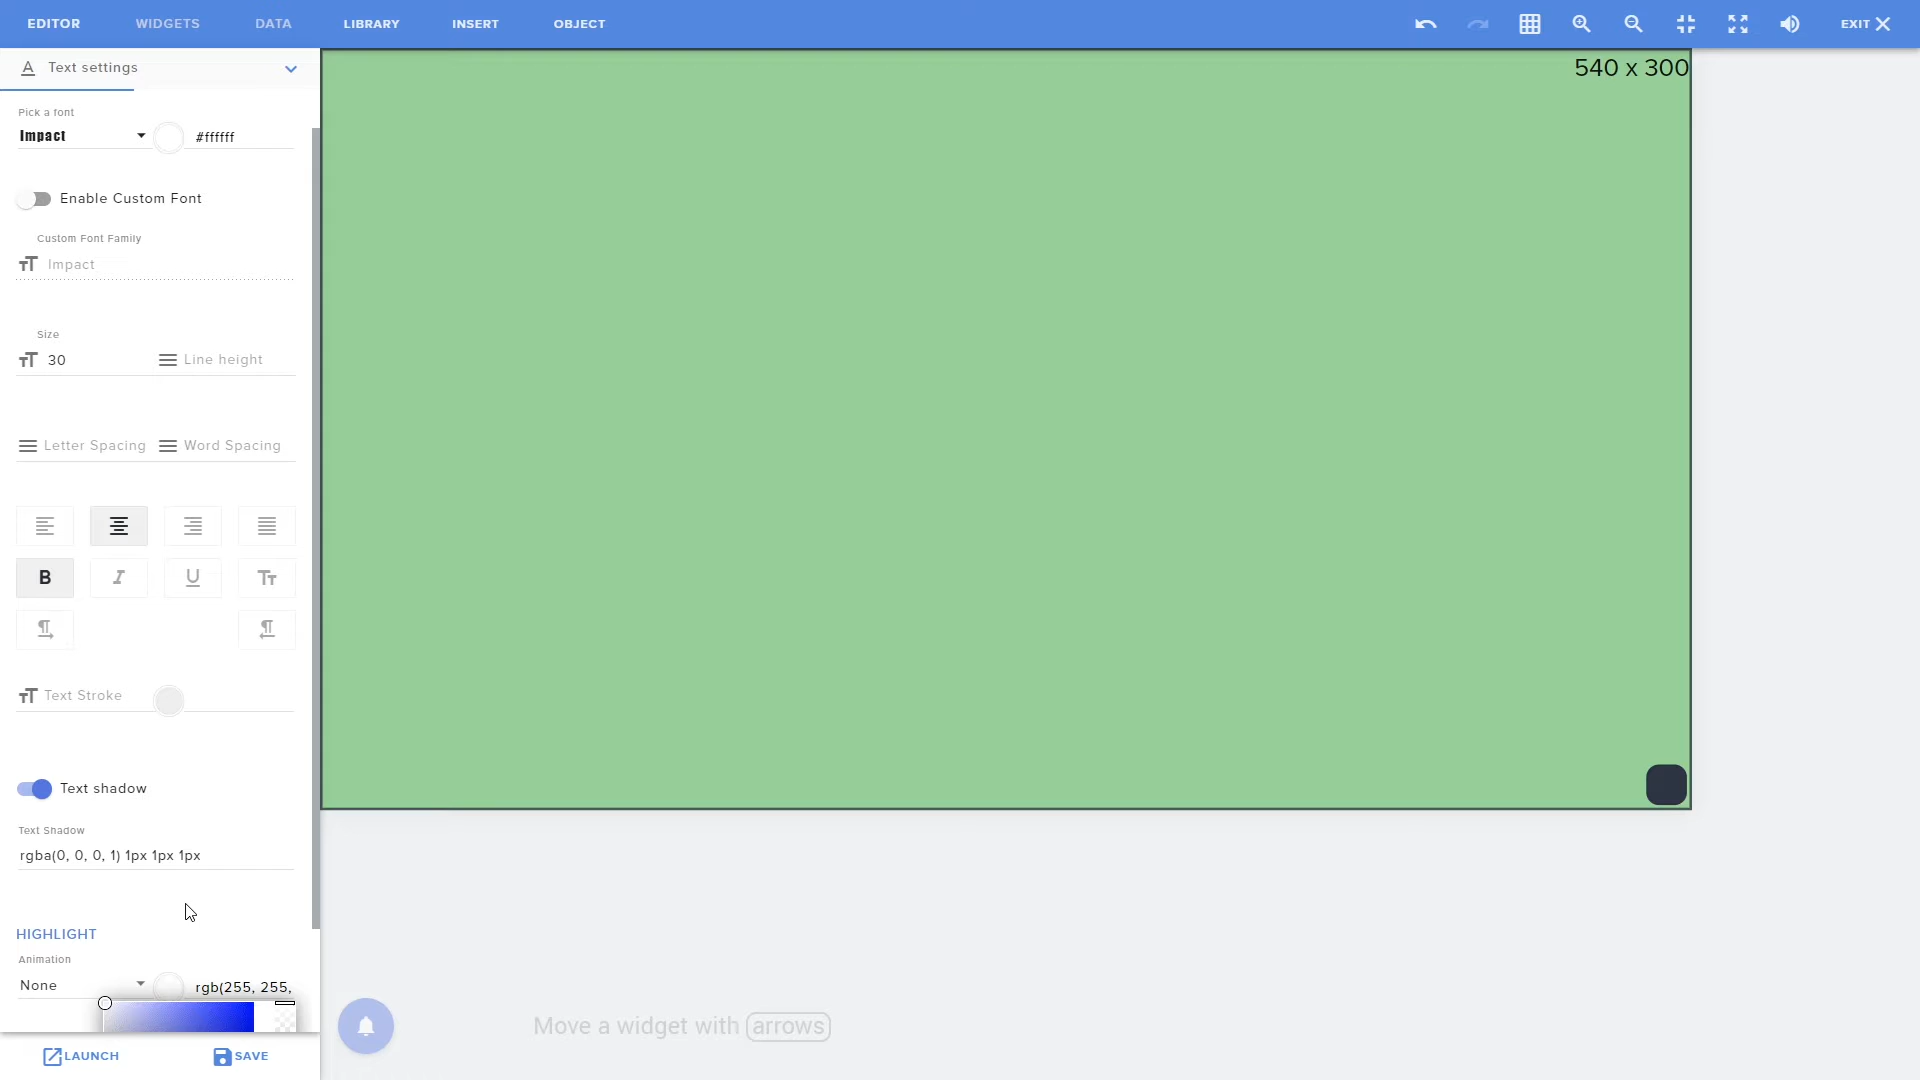 EDITOR WIDGETS DATA LIBRARY INSERT OBJECT EXIT
Text settings
540 x 300
Pick a font
Impact #ffffff
Enable Custom Font
Custom Font Family
Impact
Size
30 Line height
Letter Spacing Word Spacing
B I U Tt
Text Stroke
Text shadow
Text Shadow
rgba(0, 0, 0, 1) 1px 1px 1px
HIGHLIGHT
Animation
None rgb(255, 255,
Move a widget with arrows
LAUNCH SAVE